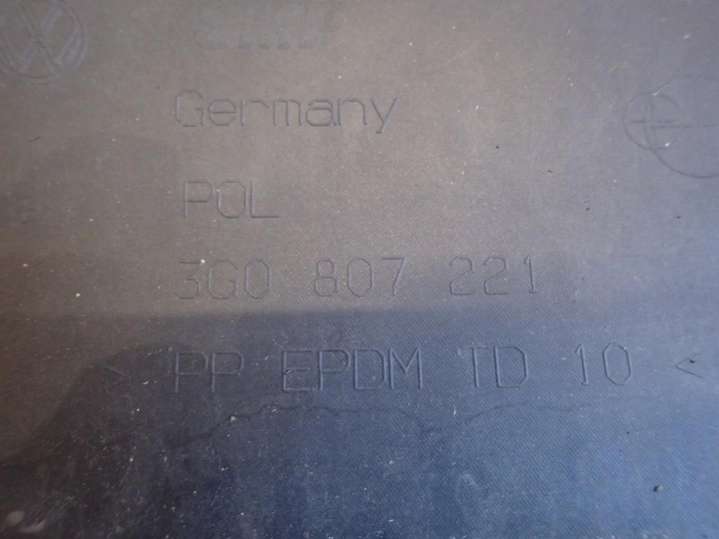 Germany
POL
3G0 807 221
> PP EPDM TD 10 <